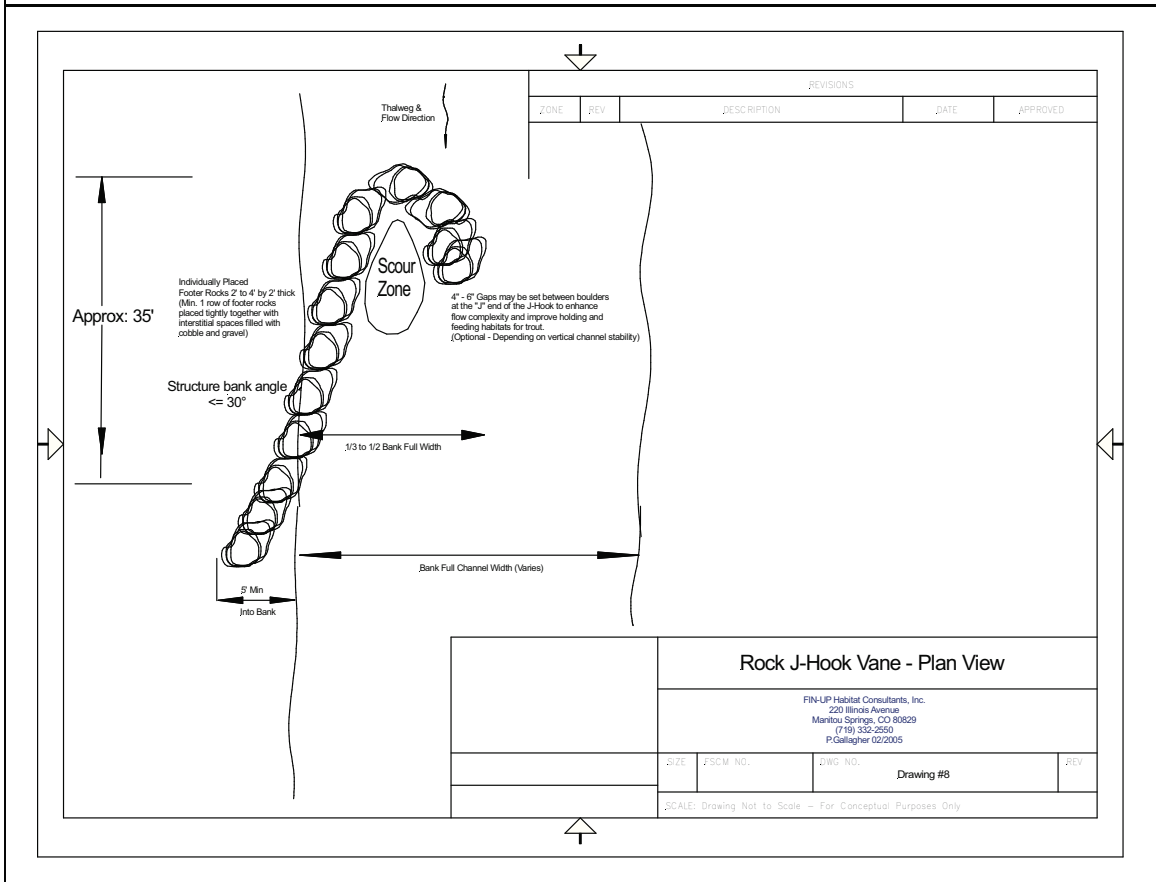 REVISIONS
ZONE REV DESCRIPTION DATE APPROVED
Thalweg &
Flow Direction
Scour
Zone
Individually Placed
Footer Rocks 2' to 4' by 2' thick
(Min. 1 row of footer rocks
placed tightly together with
interstitial spaces filled with
cobble and gravel)
4" - 6" Gaps may be set between boulders
at the "J" end of the J-Hook to enhance
flow complexity and improve holding and
feeding habitats for trout.
(Optional - Depending on vertical channel stability)
Approx: 35'
Structure bank angle
<= 30°
1/3 to 1/2 Bank Full Width
Bank Full Channel Width (Varies)
5' Min
Into Bank
Rock J-Hook Vane - Plan View
FIN-UP Habitat Consultants, Inc.
220 Illinois Avenue
Manitou Springs, CO 80829
(719) 332-2550
P.Gallagher 02/2005
SIZE FSCM NO. DWG NO. REV
Drawing #8
SCALE: Drawing Not to Scale - For Conceptual Purposes Only